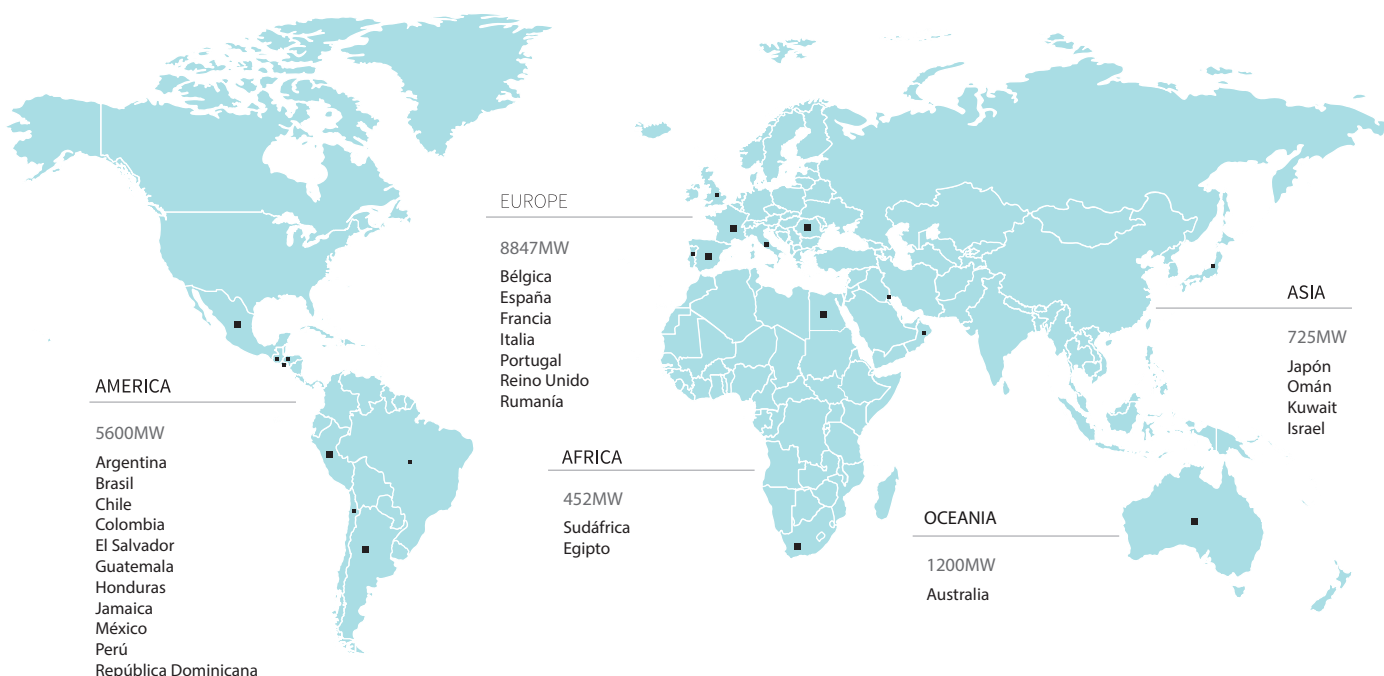 EUROPE
8847MW
Bélgica
España
Francia
Italia
Portugal
Reino Unido
Rumanía
ASIA
725MW
Japón
Omán
Kuwait
Israel
AMERICA
5600MW
Argentina
Brasil
Chile
Colombia
El Salvador
Guatemala
Honduras
Jamaica
México
Perú
República Dominicana
AFRICA
452MW
Sudáfrica
Egipto
OCEANIA
1200MW
Australia